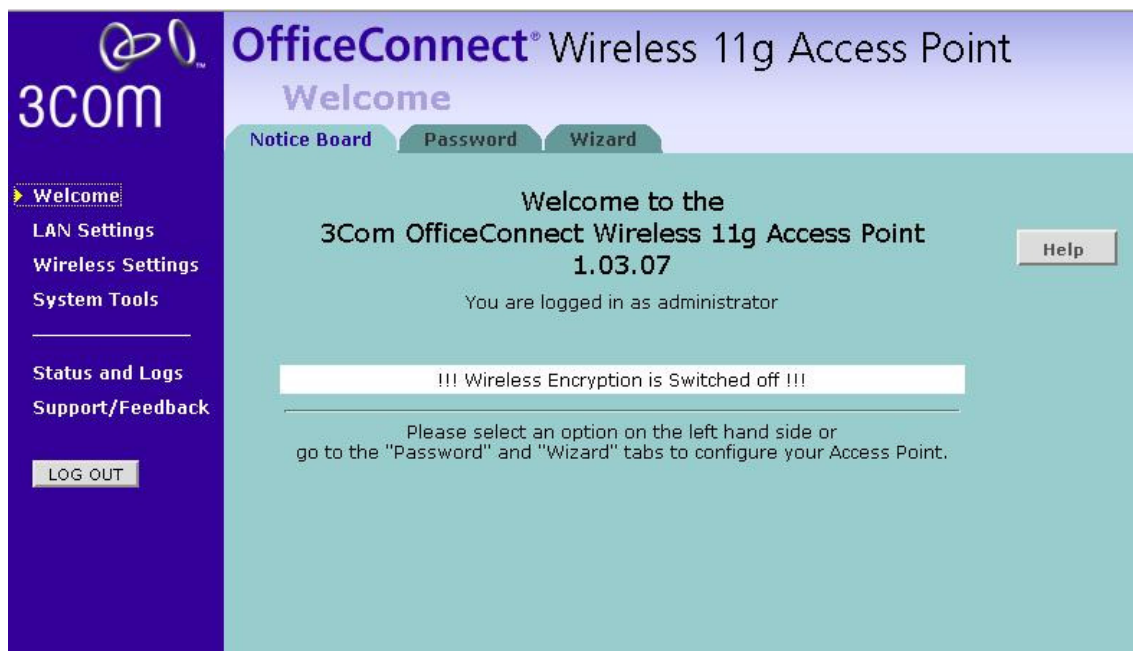 3COM
OfficeConnect® Wireless 11g Access Point
Welcome
Notice Board
Password
Wizard
Welcome
LAN Settings
Wireless Settings
System Tools
Status and Logs
Support/Feedback
LOG OUT
Welcome to the
3Com OfficeConnect Wireless 11g Access Point
1.03.07
You are logged in as administrator
!!! Wireless Encryption is Switched off !!!
Please select an option on the left hand side or
go to the "Password" and "Wizard" tabs to configure your Access Point.
Help